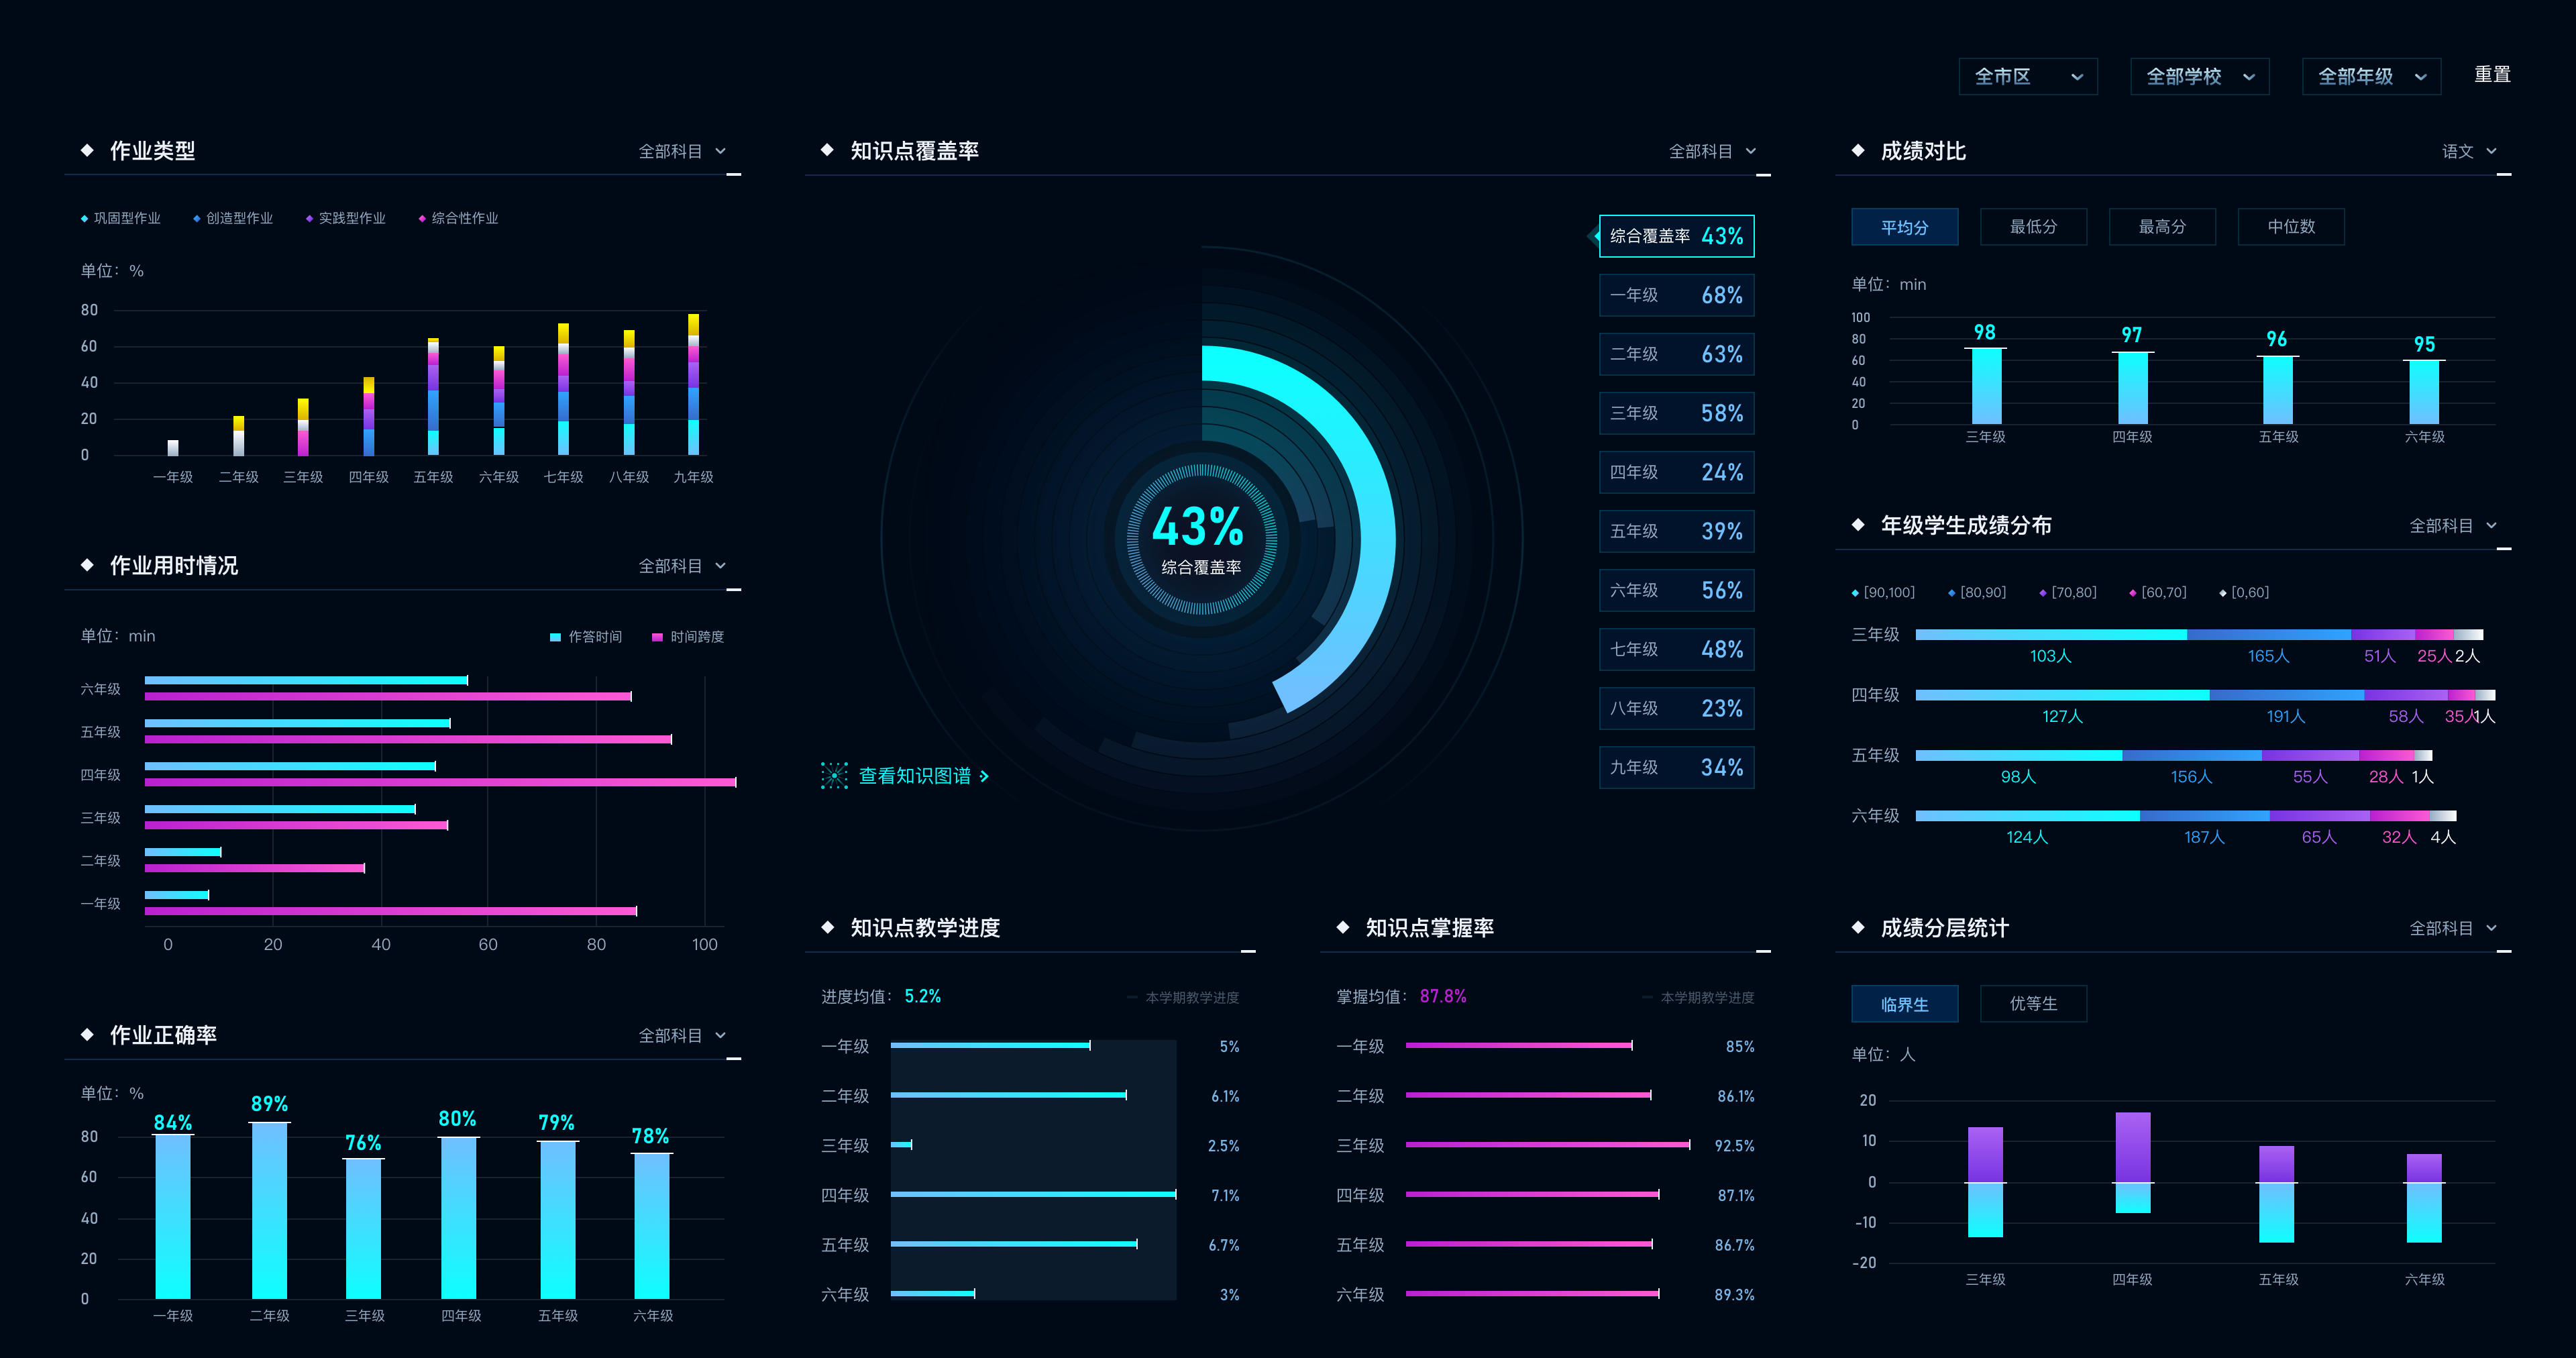 全市区
全部学校
全部年级
重置
作业类型
全部科目
巩固型作业 创造型作业 实践型作业 综合性作业
单位：%
80
60
40
20
0
一年级 二年级 三年级 四年级 五年级 六年级 七年级 八年级 九年级
作业用时情况
全部科目
单位：min
作答时间 时间跨度
六年级
五年级
四年级
三年级
二年级
一年级
0 20 40 60 80 100
作业正确率
全部科目
单位：%
84% 89% 76% 80% 79% 78%
80
60
40
20
0
一年级 二年级 三年级 四年级 五年级 六年级
知识点覆盖率
全部科目
43%
综合覆盖率
综合覆盖率 43%
一年级 68%
二年级 63%
三年级 58%
四年级 24%
五年级 39%
六年级 56%
七年级 48%
八年级 23%
九年级 34%
查看知识图谱
知识点教学进度
进度均值：5.2%
本学期教学进度
一年级 5%
二年级 6.1%
三年级 2.5%
四年级 7.1%
五年级 6.7%
六年级 3%
知识点掌握率
掌握均值：87.8%
本学期教学进度
一年级 85%
二年级 86.1%
三年级 92.5%
四年级 87.1%
五年级 86.7%
六年级 89.3%
成绩对比
语文
平均分 最低分 最高分 中位数
单位：min
100
80
60
40
20
0
98 97 96 95
三年级 四年级 五年级 六年级
年级学生成绩分布
全部科目
[90,100] [80,90] [70,80] [60,70] [0,60]
三年级
103人 165人 51人 25人 2人
四年级
127人 191人 58人 35人 1人
五年级
98人 156人 55人 28人 1人
六年级
124人 187人 65人 32人 4人
成绩分层统计
全部科目
临界生 优等生
单位：人
20
10
0
-10
-20
三年级 四年级 五年级 六年级